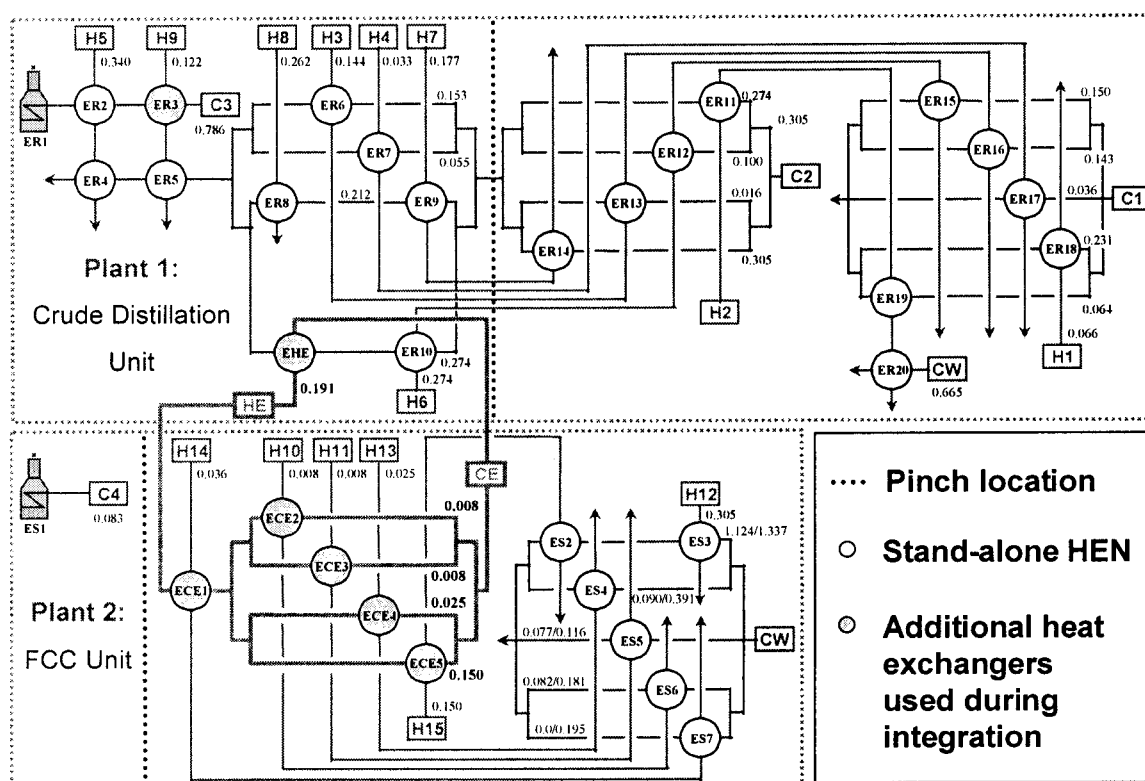 H5 H9 H8 H3 H4 H7
0.340 0.122 0.262 0.144 0.033 0.177
ER1 ER2 ER3 C3 0.786
ER6 0.153
ER7 0.055
ER4 ER5 ER8 0.212 ER9
ER11 0.274 0.305
ER12 0.100
C2
ER13 0.016
ER14 0.305
H2
ER15 0.150
ER16 0.143
ER17 0.036 C1
ER18 0.231
ER19 0.064
H1 0.066
ER20 CW 0.665
Plant 1:
Crude Distillation
Unit
EHE 0.191
ER10 0.274
0.274
H6
HE
CE
H14 H10 H11 H13
0.036 0.008 0.008 0.025
C4 0.083
ES1
ECE2 0.008
ECE3 0.008
ECE1
0.025
ECE4
ECE5 0.150
0.150
H15
Plant 2:
FCC Unit
H12
0.305
ES2 ES3 1.124/1.337
ES4 0.090/0.391
0.077/0.116 ES5 CW
0.082/0.181 ES6
0.0/0.195 ES7
Pinch location
Stand-alone HEN
Additional heat
exchangers
used during
integration